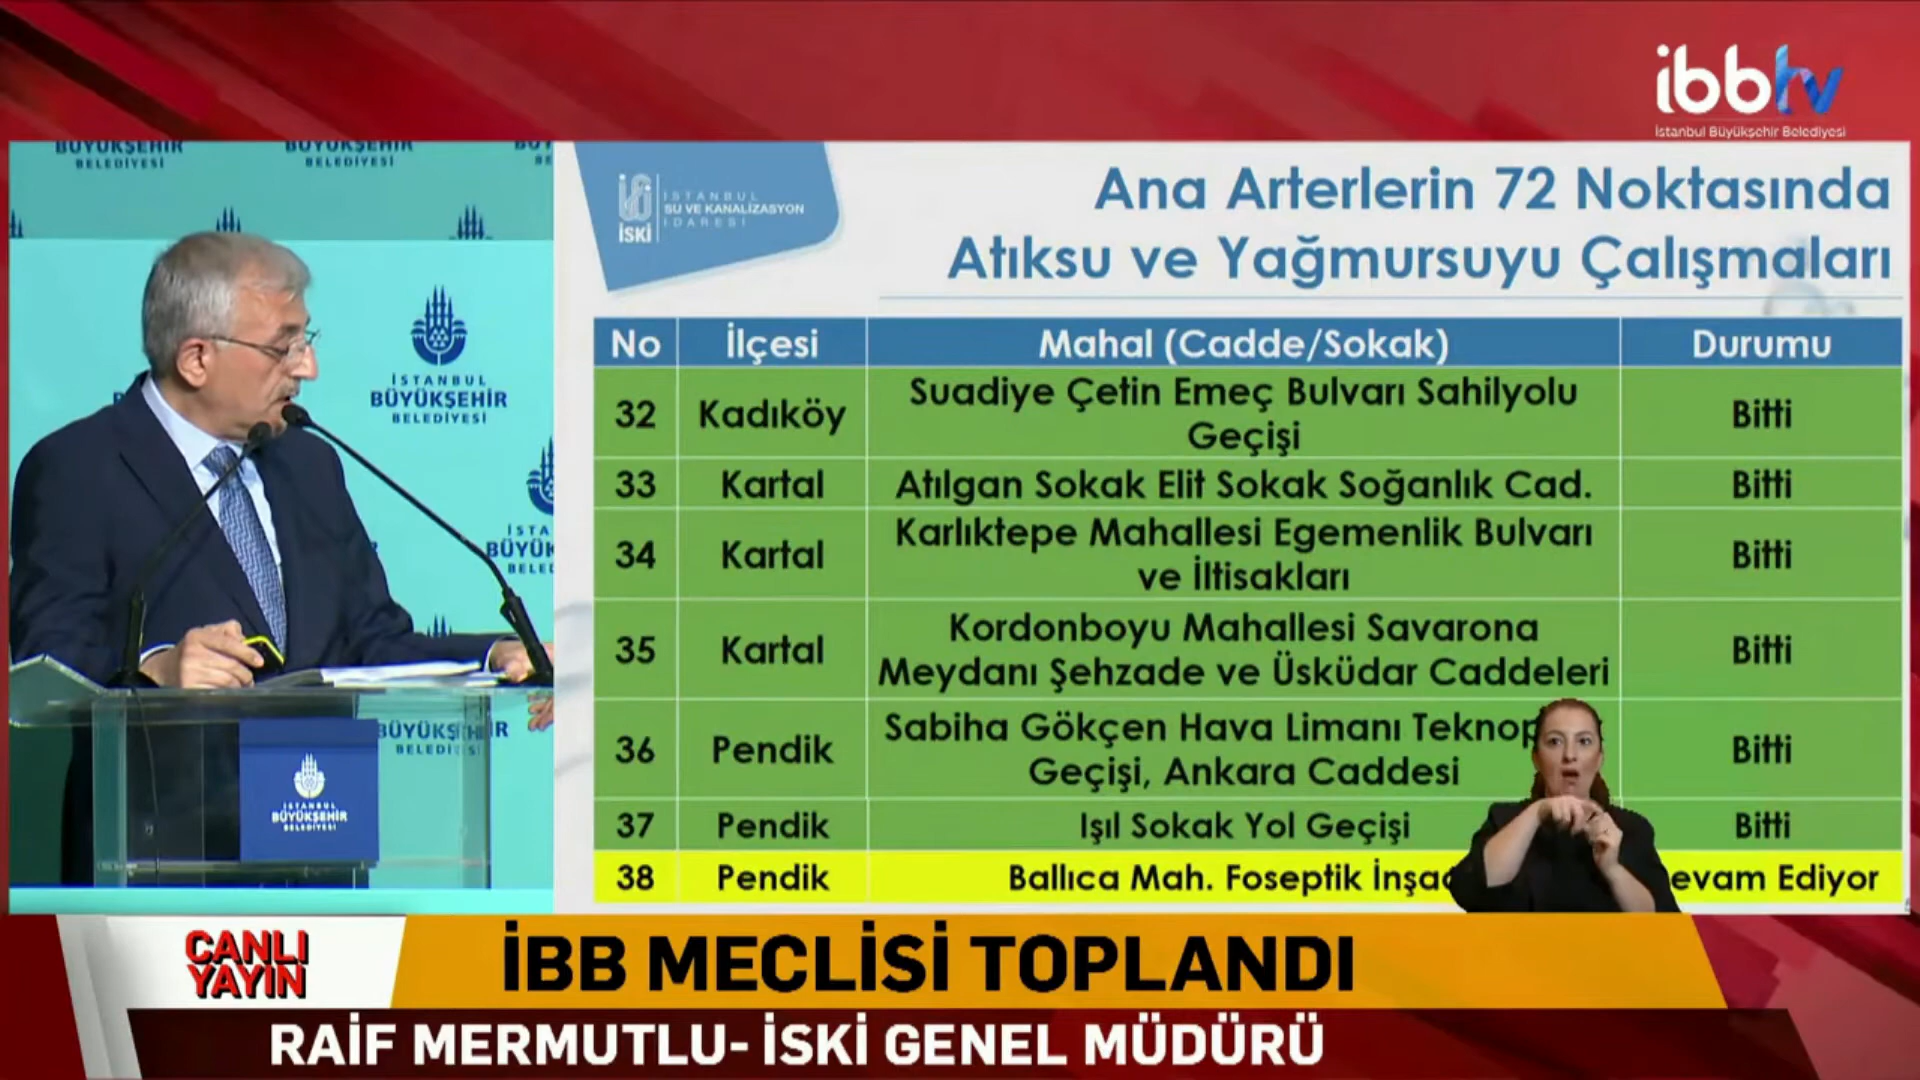 ibbtv
İstanbul Büyükşehir Belediyesi
BÜYÜKŞEHİR
BELEDİYESİ
BÜYÜKŞEHİR
BELEDİYESİ
İSTANBUL
BÜYÜKŞEHİR
BELEDİYESİ
İSTANBUL
BÜYÜKŞEHİR
BELEDİYESİ
İSKİ
İSTANBUL
SU VE KANALİZASYON
İDARESİ
Ana Arterlerin 72 Noktasında
Atıksu ve Yağmursuyu Çalışmaları
No İlçesi Mahal (Cadde/Sokak) Durumu
32 Kadıköy Suadiye Çetin Emeç Bulvarı Sahilyolu
Geçişi Bitti
33 Kartal Atılgan Sokak Elit Sokak Soğanlık Cad. Bitti
34 Kartal Karlıktepe Mahallesi Egemenlik Bulvarı
ve İltisakları Bitti
35 Kartal Kordonboyu Mahallesi Savarona
Meydanı Şehzade ve Üsküdar Caddeleri Bitti
36 Pendik Sabiha Gökçen Hava Limanı
Geçişi, Ankara Caddesi Bitti
37 Pendik Işıl Sokak Yol Geçişi Bitti
38 Pendik Ballıca Mah. Foseptik Ediyor
CANLI
YAYIN
İBB MECLİSİ TOPLANDI
RAİF MERMUTLU- İSKİ GENEL MÜDÜRÜ